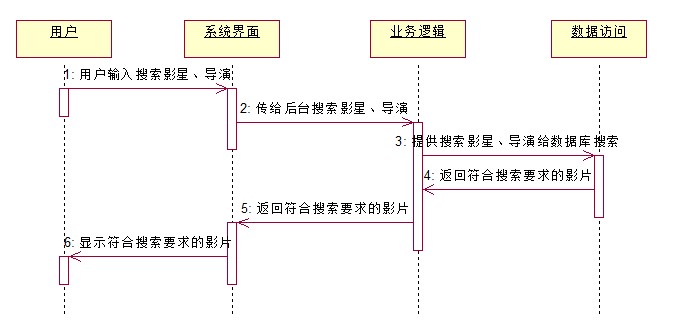 用户
系统界面
业务逻辑
数据访问
1: 用户输入搜索影星、导演
2: 传给后台搜索影星、导演
3: 提供搜索影星、导演给数据库搜索
4: 返回符合搜索要求的影片
5: 返回符合搜索要求的影片
6: 显示符合搜索要求的影片